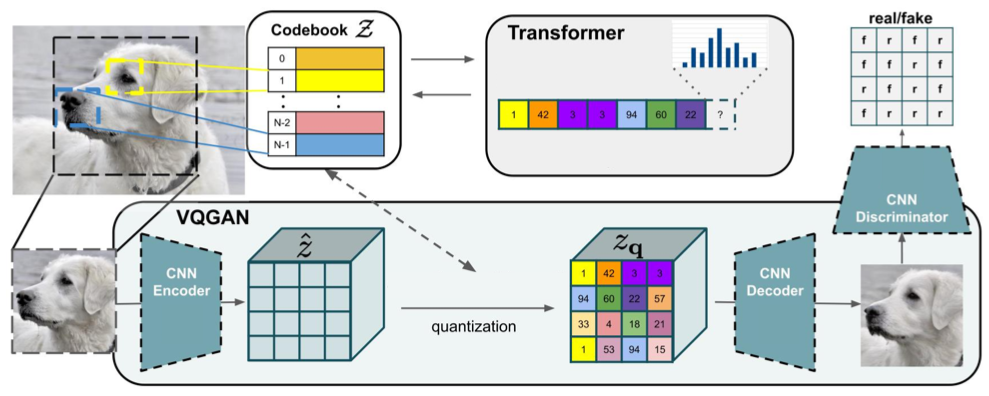 Codebook 𝒵
0
1
: :
N-2
N-1
Transformer
1 42 3 3 94 60 22 ?
real/fake
f r f r
f f r f
r f r r
f r r r
VQGAN
CNN
Encoder
ẑ
quantization
z_q
1 42 3 3
94 60 22 57
33 4 18 21
1 53 94 15
CNN
Decoder
CNN
Discriminator